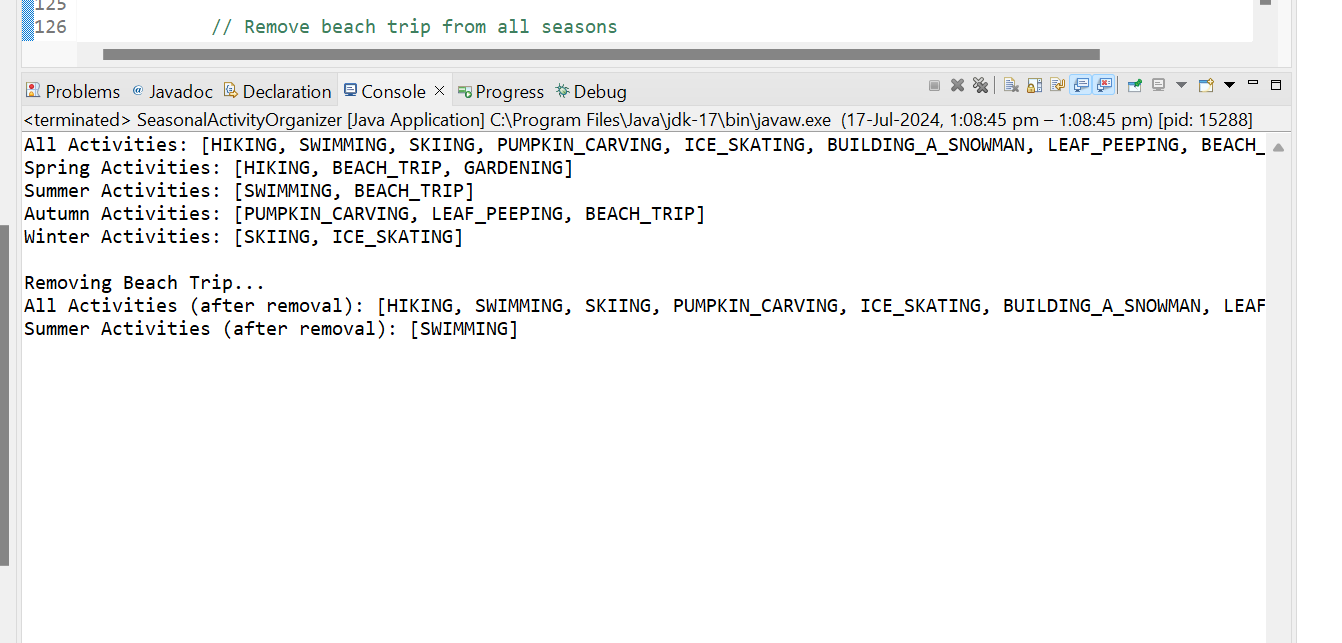 125
126 // Remove beach trip from all seasons
Problems Javadoc Declaration Console Progress Debug
<terminated> SeasonalActivityOrganizer [Java Application] C:\Program Files\Java\jdk-17\bin\javaw.exe (17-Jul-2024, 1:08:45 pm – 1:08:45 pm) [pid: 15288]
All Activities: [HIKING, SWIMMING, SKIING, PUMPKIN_CARVING, ICE_SKATING, BUILDING_A_SNOWMAN, LEAF_PEEPING, BEACH_
Spring Activities: [HIKING, BEACH_TRIP, GARDENING]
Summer Activities: [SWIMMING, BEACH_TRIP]
Autumn Activities: [PUMPKIN_CARVING, LEAF_PEEPING, BEACH_TRIP]
Winter Activities: [SKIING, ICE_SKATING]
Removing Beach Trip...
All Activities (after removal): [HIKING, SWIMMING, SKIING, PUMPKIN_CARVING, ICE_SKATING, BUILDING_A_SNOWMAN, LEAF
Summer Activities (after removal): [SWIMMING]